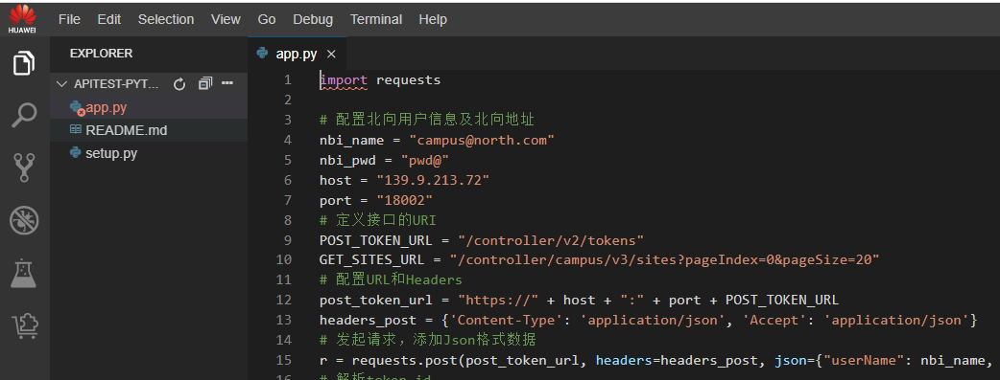 HUAWEI
File Edit Selection View Go Debug Terminal Help
EXPLORER
APITEST-PYT...
app.py
README.md
setup.py
app.py ×
1 import requests
2
3 # 配置北向用户信息及北向地址
4 nbi_name = "campus@north.com"
5 nbi_pwd = "pwd@"
6 host = "139.9.213.72"
7 port = "18002"
8 # 定义接口的URI
9 POST_TOKEN_URL = "/controller/v2/tokens"
10 GET_SITES_URL = "/controller/campus/v3/sites?pageIndex=0&pageSize=20"
11 # 配置URL和Headers
12 post_token_url = "https://" + host + ":" + port + POST_TOKEN_URL
13 headers_post = {'Content-Type': 'application/json', 'Accept': 'application/json'}
14 # 发起请求，添加Json格式数据
15 r = requests.post(post_token_url, headers=headers_post, json={"userName": nbi_name,
16 # 解析token_id